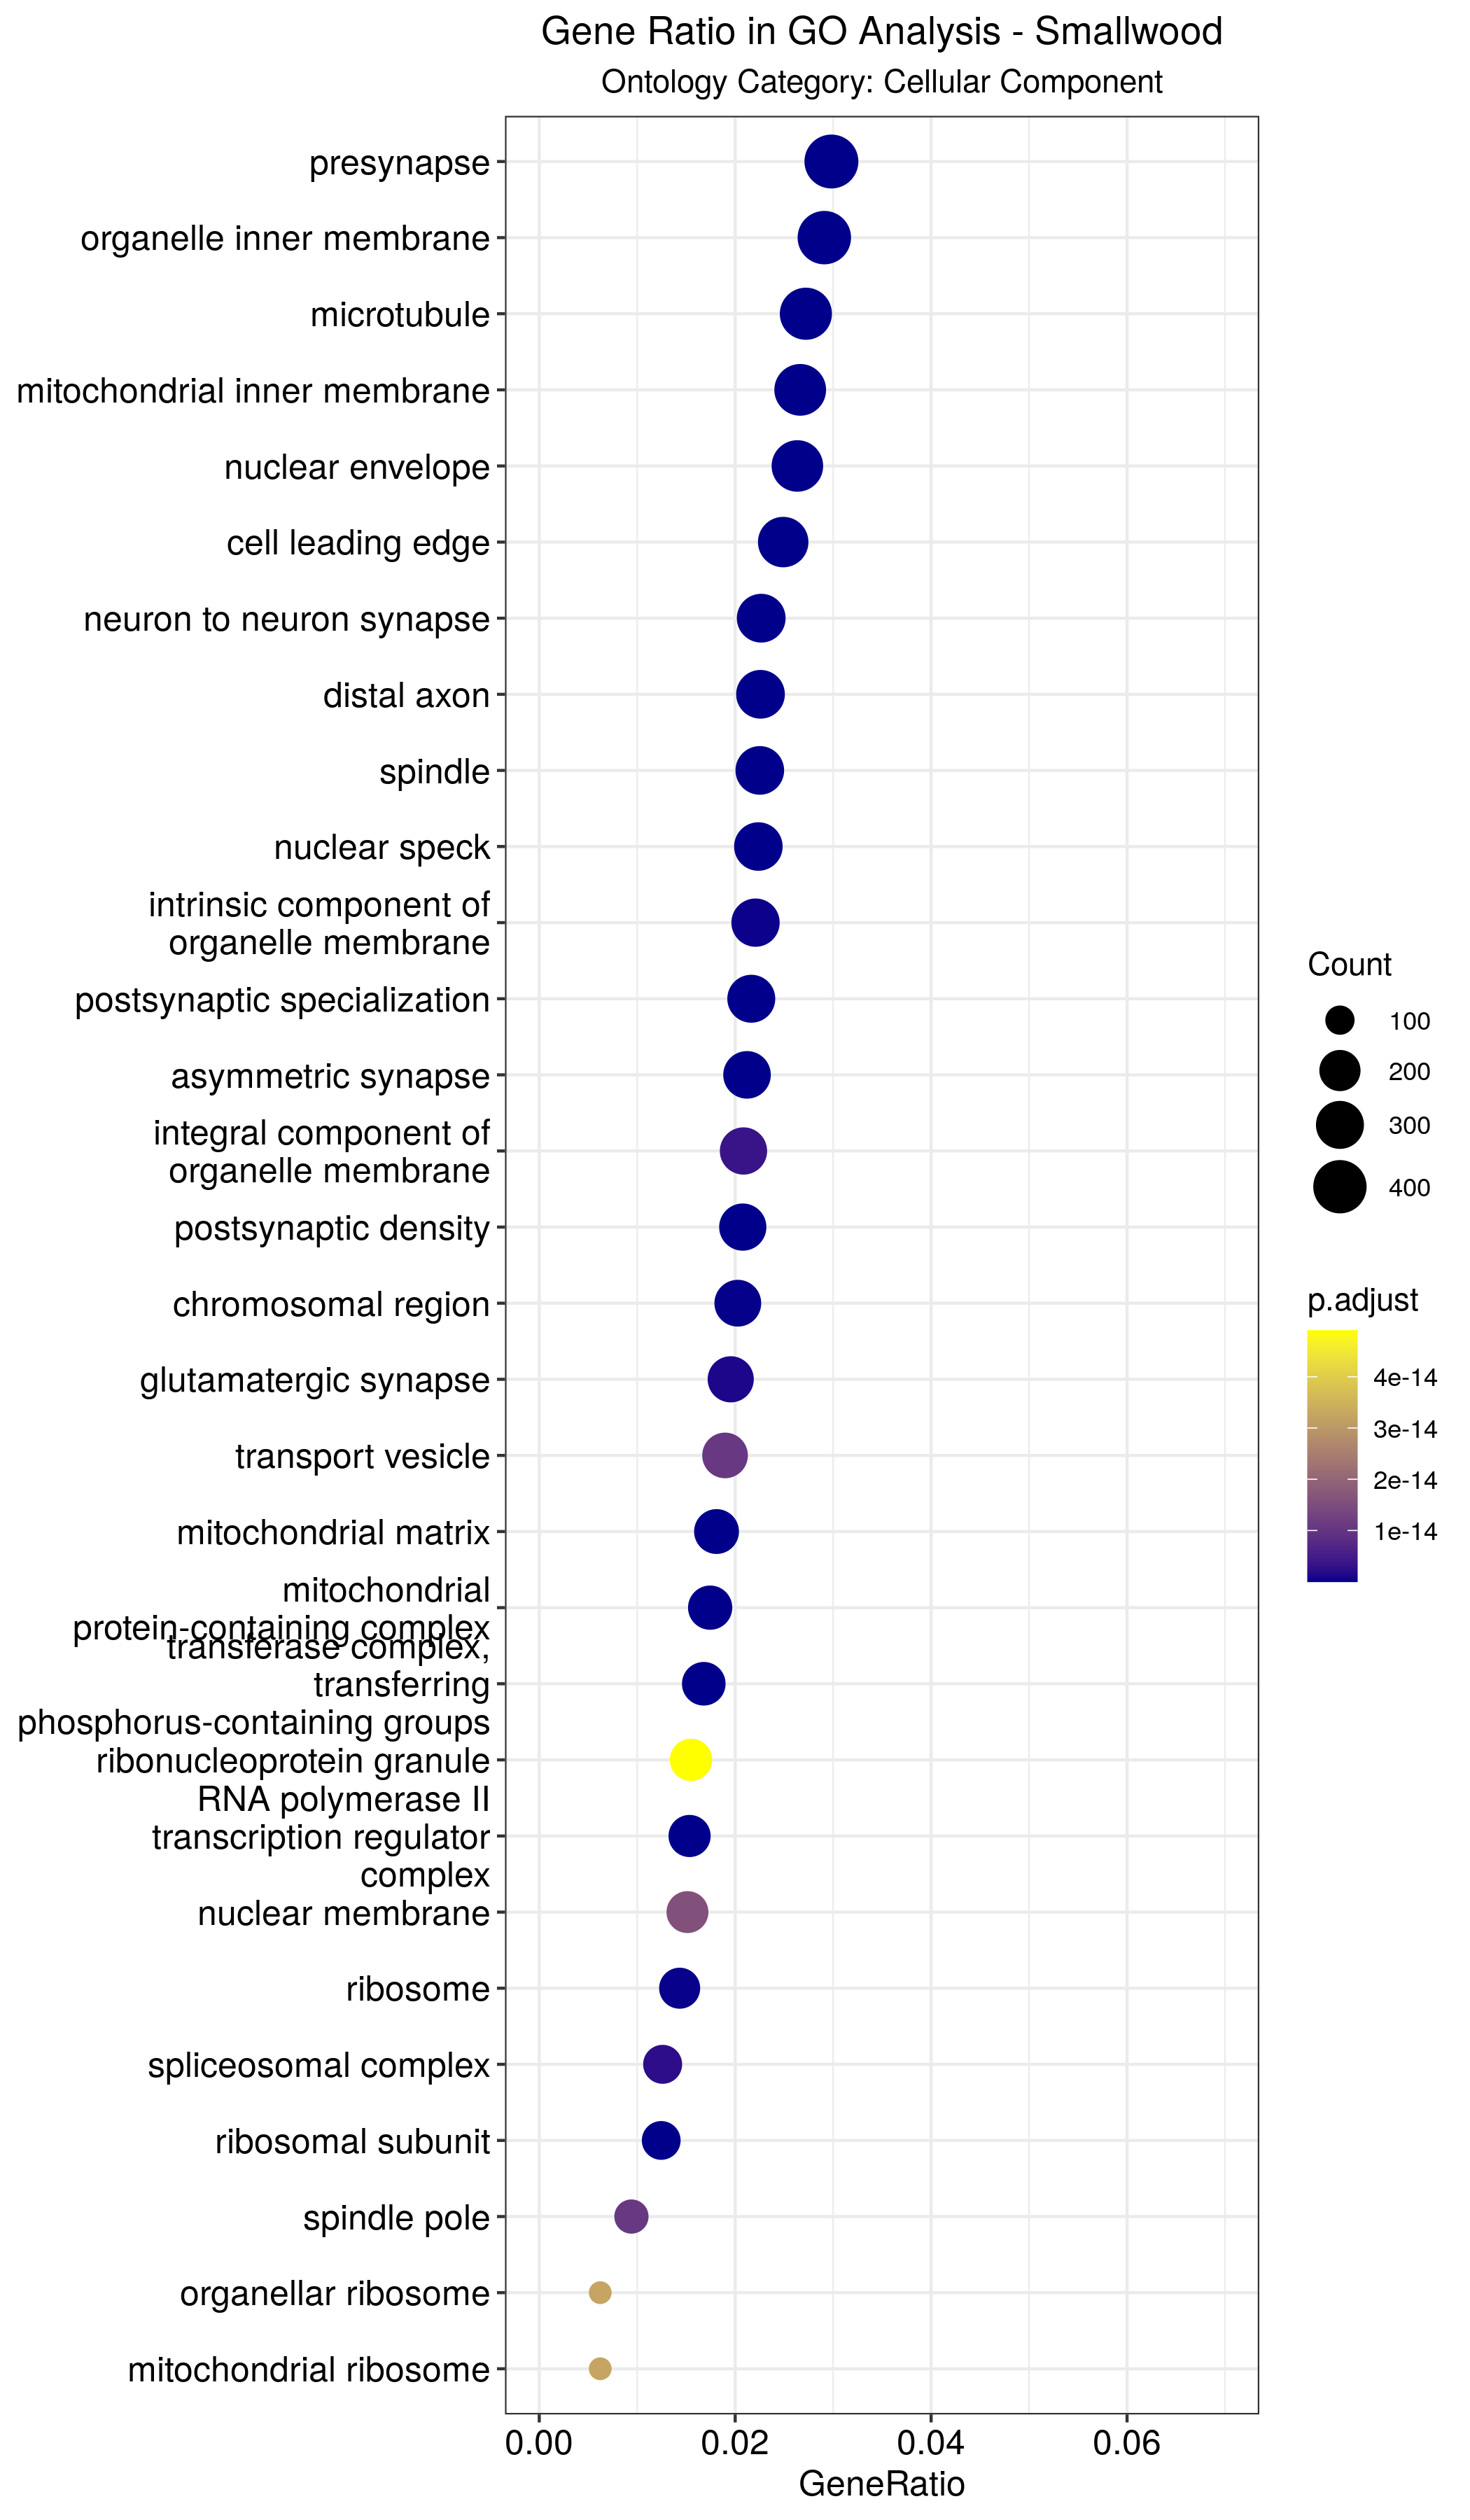 Gene Ratio in GO Analysis - Smallwood
Ontology Category: Cellular Component
presynapse
organelle inner membrane
microtubule
mitochondrial inner membrane
nuclear envelope
cell leading edge
neuron to neuron synapse
distal axon
spindle
nuclear speck
intrinsic component of
organelle membrane
postsynaptic specialization
asymmetric synapse
integral component of
organelle membrane
postsynaptic density
chromosomal region
glutamatergic synapse
transport vesicle
mitochondrial matrix
mitochondrial
protein-containing complex
transferase complex,
transferring
phosphorus-containing groups
ribonucleoprotein granule
RNA polymerase II
transcription regulator
complex
nuclear membrane
ribosome
spliceosomal complex
ribosomal subunit
spindle pole
organellar ribosome
mitochondrial ribosome
0.00 0.02 0.04 0.06
GeneRatio
Count
100
200
300
400
p.adjust
4e-14
3e-14
2e-14
1e-14